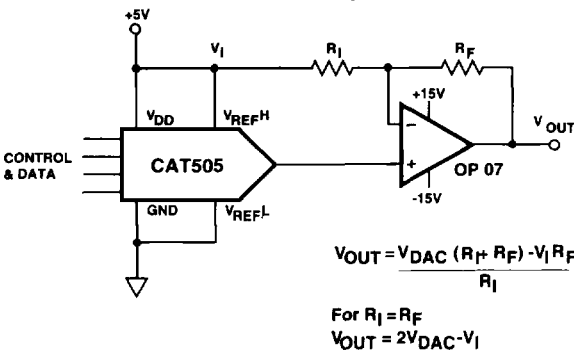 +5V
VI
RI
RF
+15V
VDD
VREFH
VOUT
CONTROL
& DATA
CAT505
OP 07
GND
VREFL
-15V
VOUT = VDAC (RI+ RF) -VI RF
RI
For RI = RF
VOUT = 2VDAC-VI